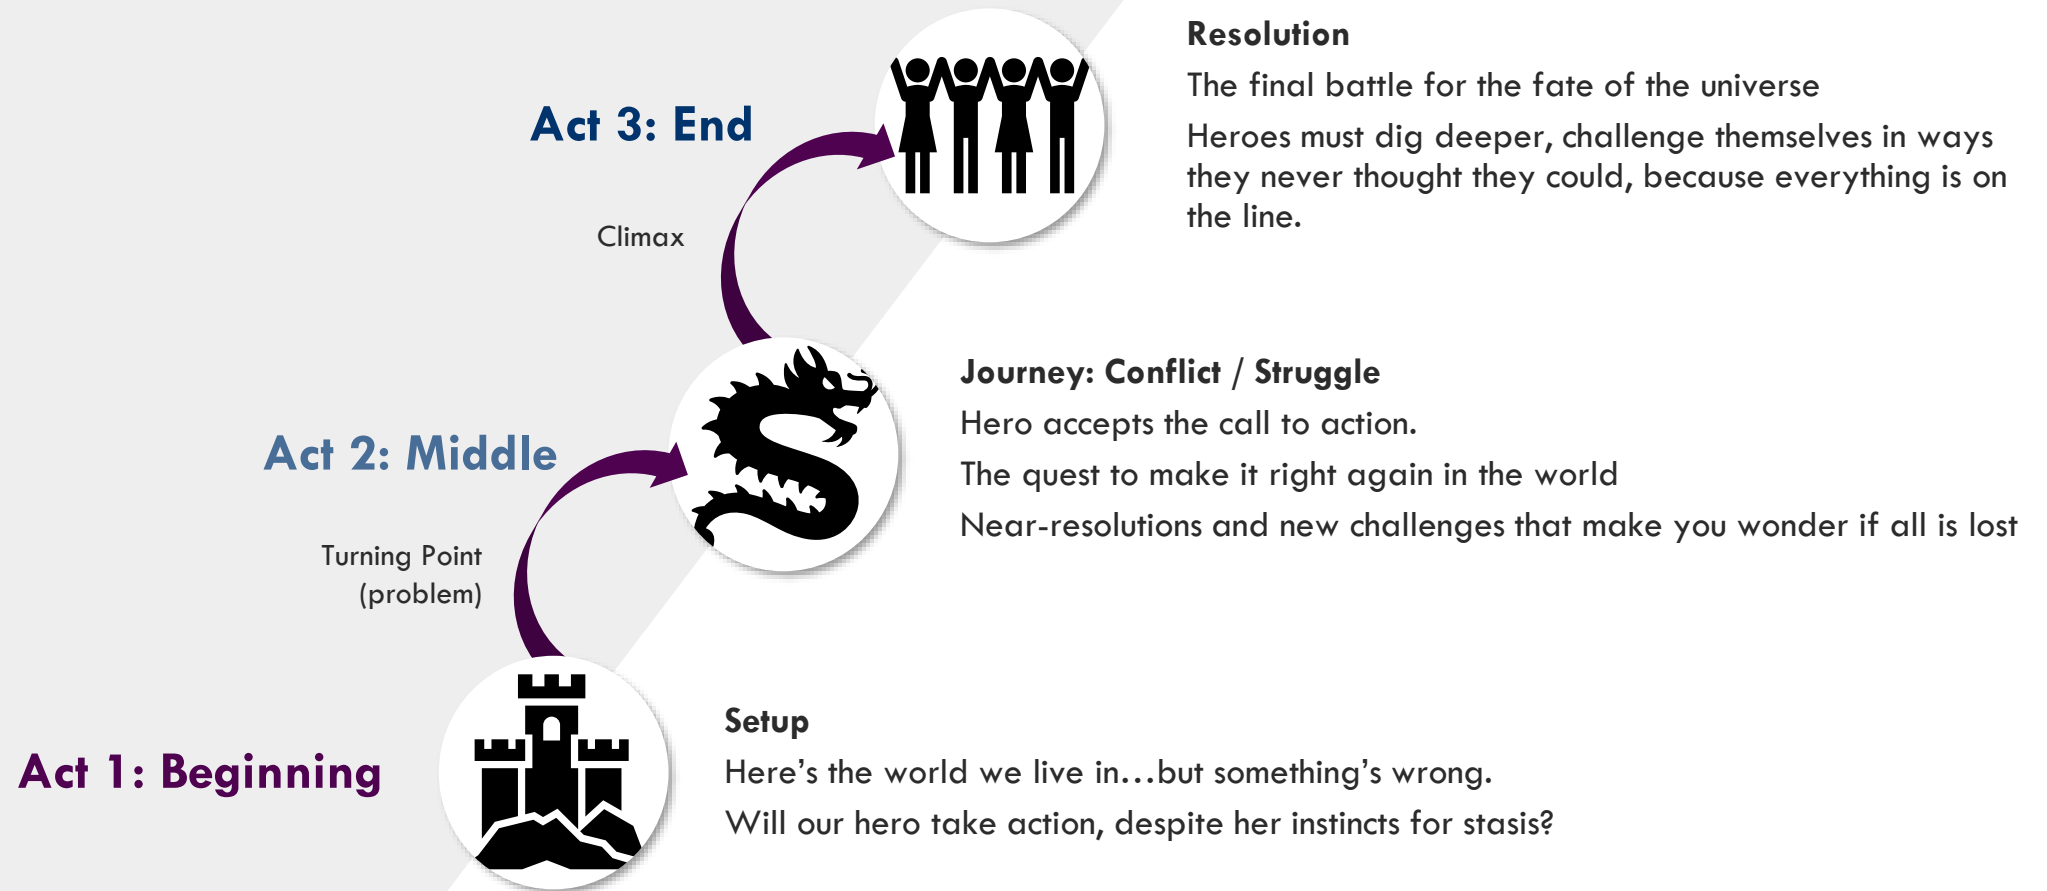 Resolution
The final battle for the fate of the universe
Heroes must dig deeper, challenge themselves in ways
they never thought they could, because everything is on
the line.
Act 3: End
Climax
Journey: Conflict / Struggle
Hero accepts the call to action.
The quest to make it right again in the world
Near-resolutions and new challenges that make you wonder if all is lost
Act 2: Middle
Turning Point
(problem)
Setup
Here’s the world we live in…but something’s wrong.
Will our hero take action, despite her instincts for stasis?
Act 1: Beginning